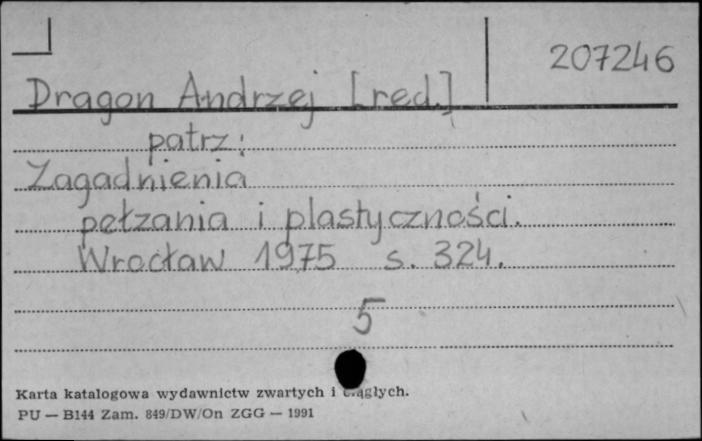 207246
Dragon Andrzej [red.]
patrz:
Zagadnienia
pełzania i plastyczności.
Wrocław 1975 s. 324.
5
Karta katalogowa wydawnictw zwartych i ciągłych.
PU — B144 Zam. 849/DW/On ZGG — 1991